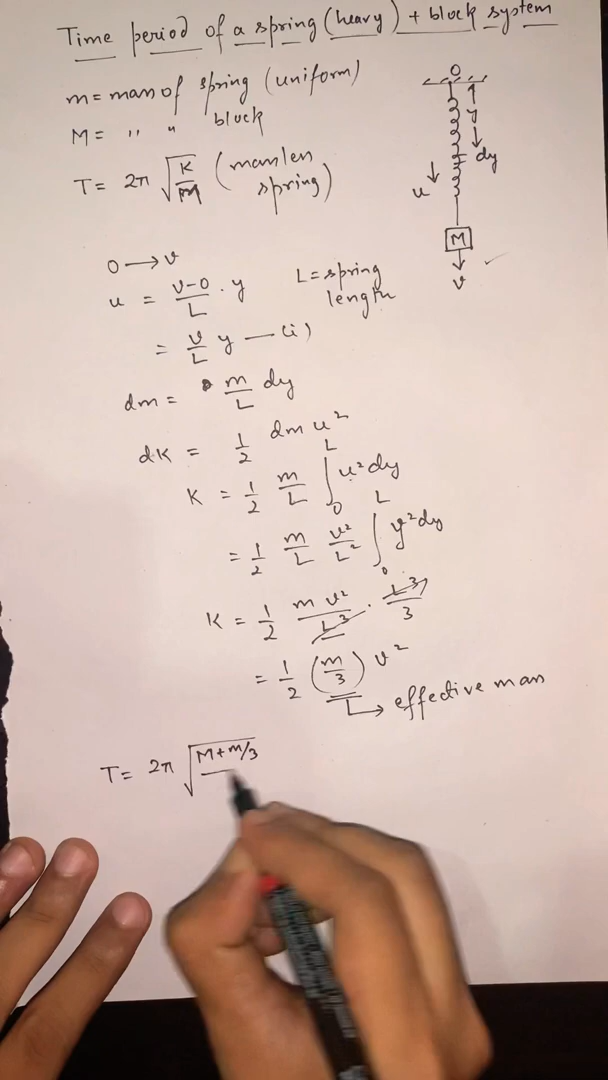 Time period of a spring (heavy) + block system
m = mass of spring (uniform)
M = " " block
T = 2π √(K/m) (massless spring)
O
y
dy
u
M
v
0 → v
u = (v-0)/L . y
L = spring length
= v/L y — (i)
dm = m/L dy
dK = 1/2 dm u²
K = 1/2 m/L ∫₀ᴸ u² dy
= 1/2 m/L v²/L² ∫₀ᴸ y² dy
K = 1/2 m v²/L³ . L³/3
= 1/2 (m/3) v²
→ effective mass
T = 2π √(M+m/3